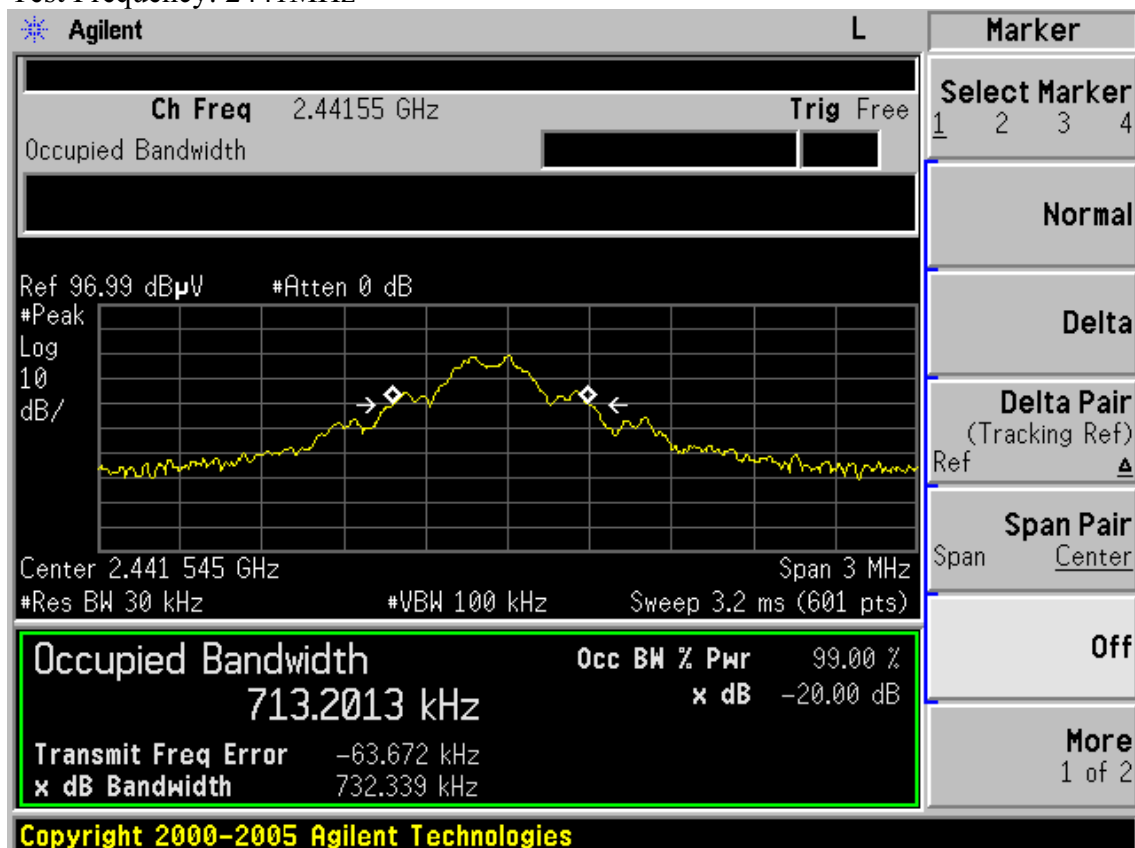 Test Frequency: 2441MHz
Agilent L
Marker
Ch Freq 2.44155 GHz Trig Free
Occupied Bandwidth
Select Marker
1 2 3 4
Normal
Delta
Delta Pair
(Tracking Ref)
Ref Δ
Span Pair
Span Center
Off
More
1 of 2
Ref 96.99 dBµV #Atten 0 dB
#Peak
Log
10
dB/
Center 2.441 545 GHz Span 3 MHz
#Res BW 30 kHz #VBW 100 kHz Sweep 3.2 ms (601 pts)
Occupied Bandwidth Occ BW % Pwr 99.00 %
713.2013 kHz x dB -20.00 dB
Transmit Freq Error -63.672 kHz
x dB Bandwidth 732.339 kHz
Copyright 2000-2005 Agilent Technologies